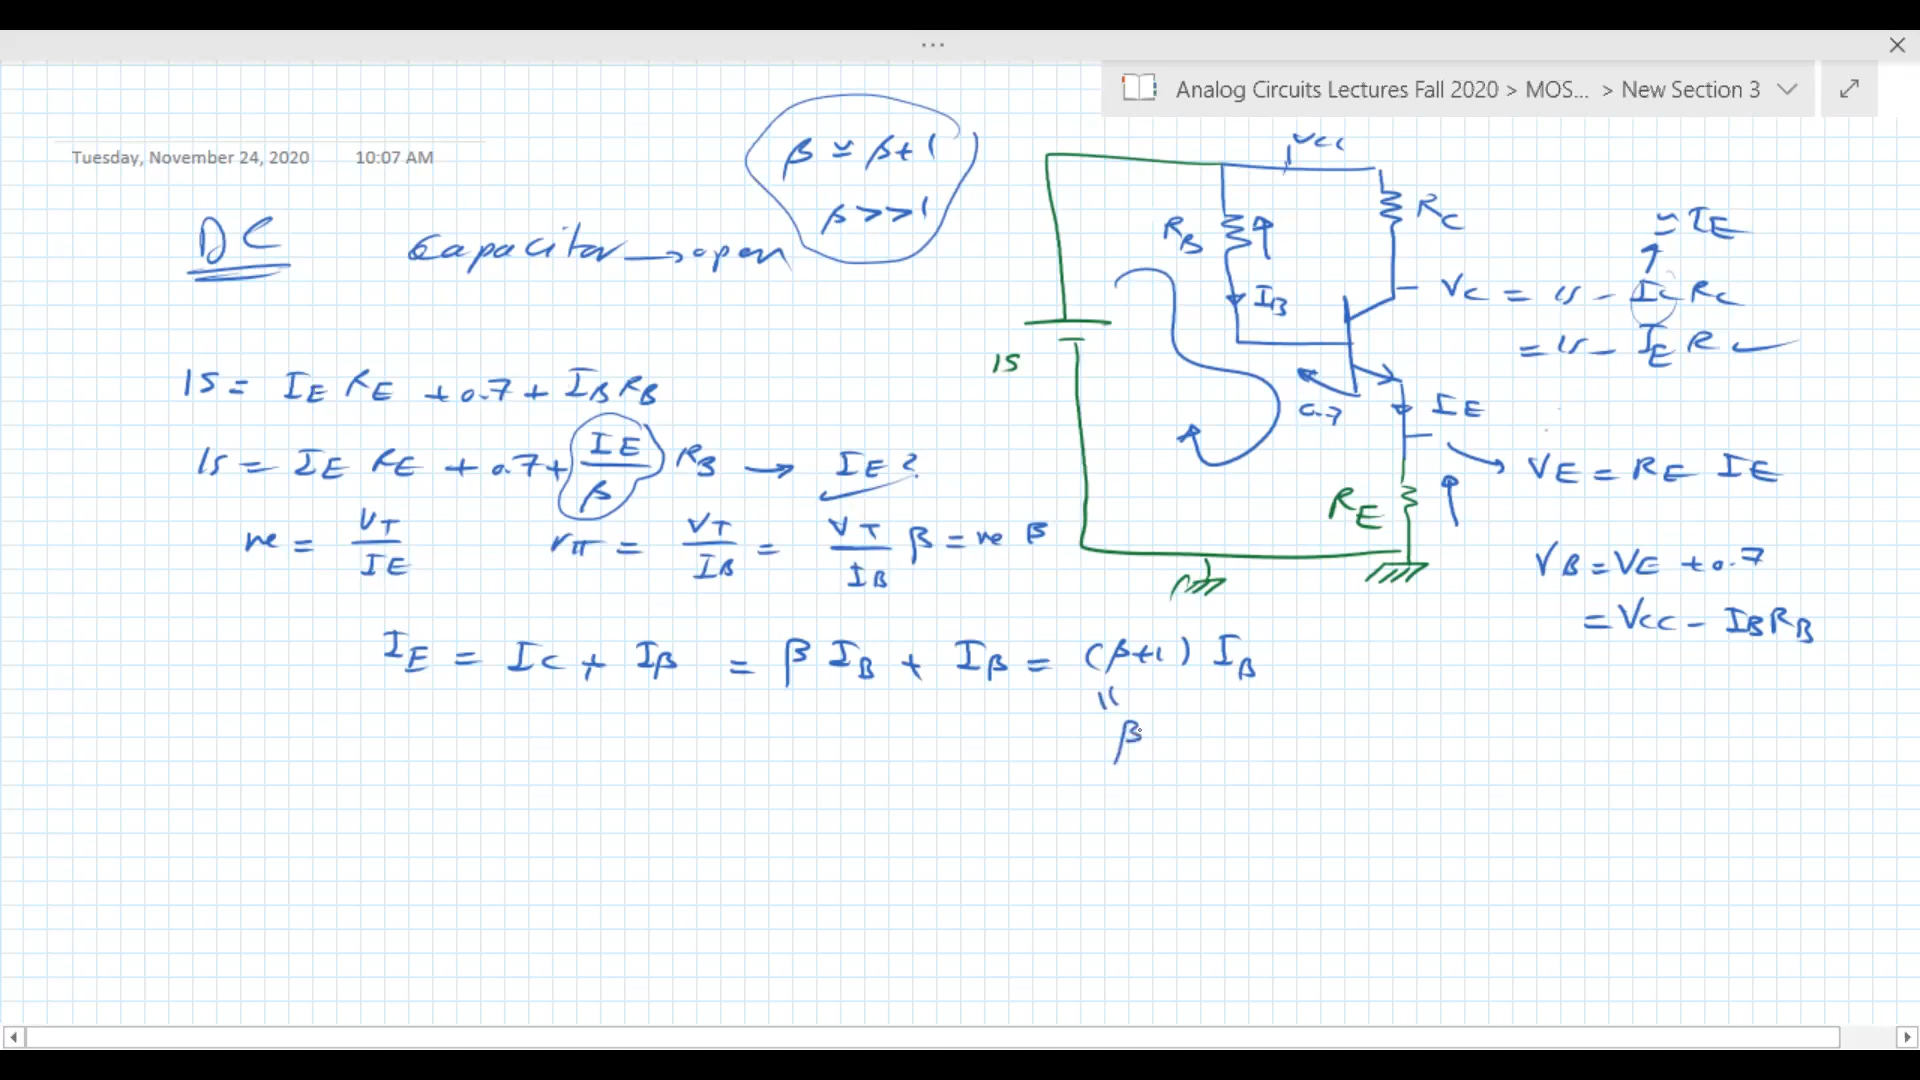 ...
Analog Circuits Lectures Fall 2020 > MOS... > New Section 3
Tuesday, November 24, 2020 10:07 AM
β ≃ β+1
β >> 1
DC
Capacitor → open
15 = IE RE + 0.7 + IB RB
15 = IE RE + 0.7 + IE/β RB → IE ?
re = VT/IE rπ = VT/IB = VT/IB β = re β
IE = IC + IB = β IB + IB = (β+1) IB
=
β
VCC
RB
RC
IB
15
0.7
IE
RE
≃ IE
VC = 15 - IC RC
= 15 - IE R
VE = RE IE
VB = VE + 0.7
= VCC - IB RB